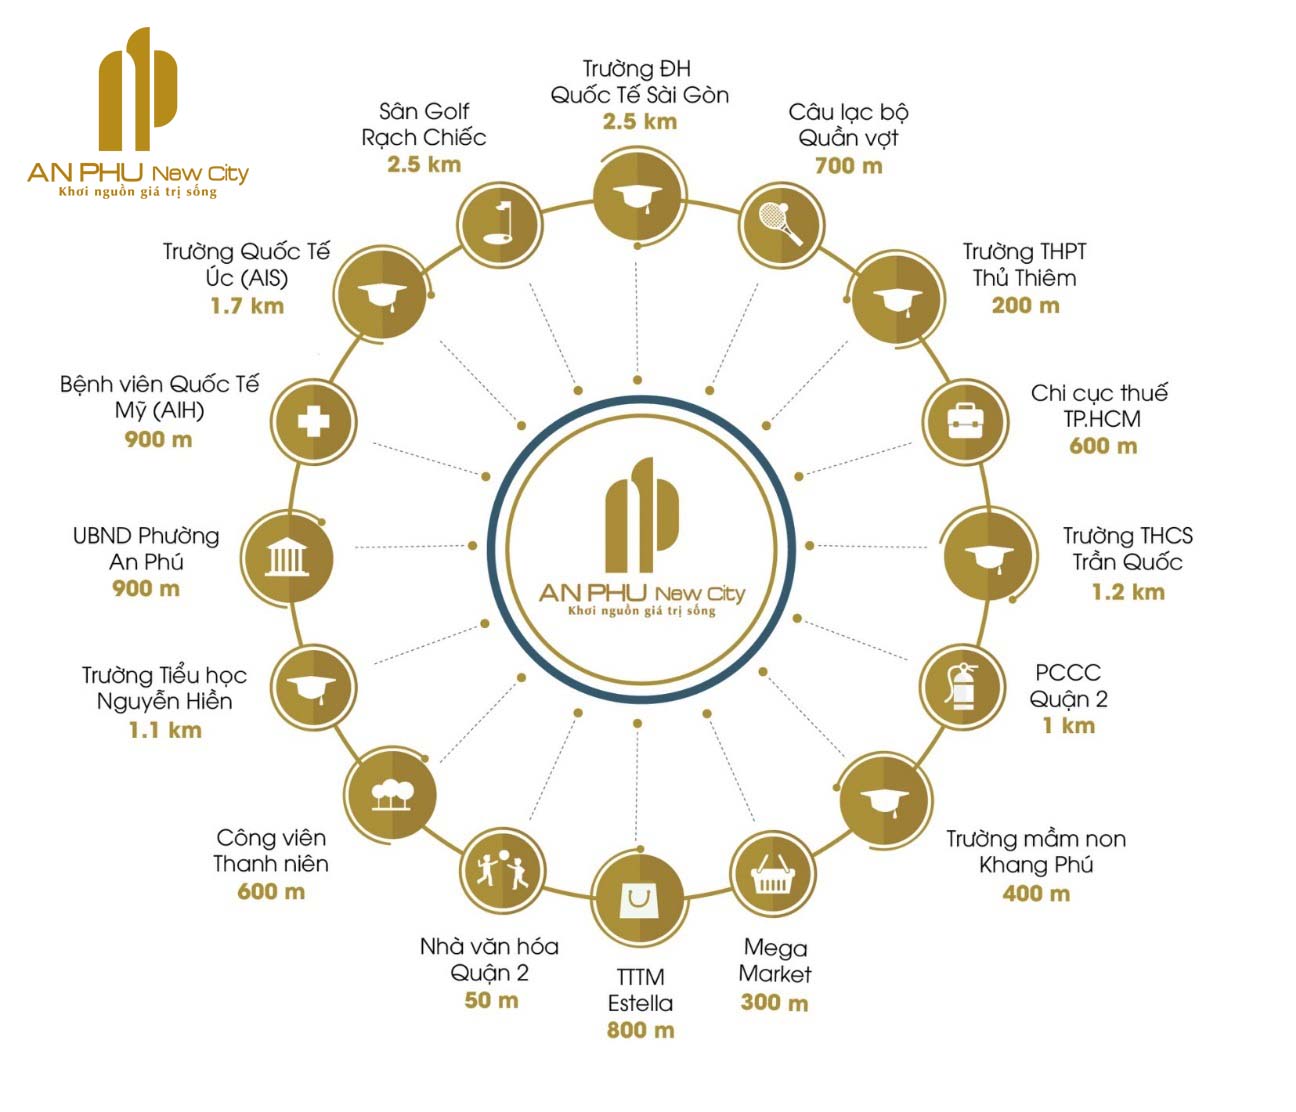 AN PHU New City
Khơi nguồn giá trị sống
Trường ĐH
Quốc Tế Sài Gòn
2.5 km
Câu lạc bộ
Quần vợt
700 m
Trường THPT
Thủ Thiêm
200 m
Chi cục thuế
TP.HCM
600 m
Trường THCS
Trần Quốc
1.2 km
PCCC
Quận 2
1 km
Trường mầm non
Khang Phú
400 m
Mega
Market
300 m
TTTM
Estella
800 m
Nhà văn hóa
Quận 2
50 m
Công viên
Thanh niên
600 m
Trường Tiểu học
Nguyễn Hiền
1.1 km
UBND Phường
An Phú
900 m
Bệnh viên Quốc Tế
Mỹ (AIH)
900 m
Trường Quốc Tế
Úc (AIS)
1.7 km
Sân Golf
Rạch Chiếc
2.5 km
AN PHU New City
Khơi nguồn giá trị sống